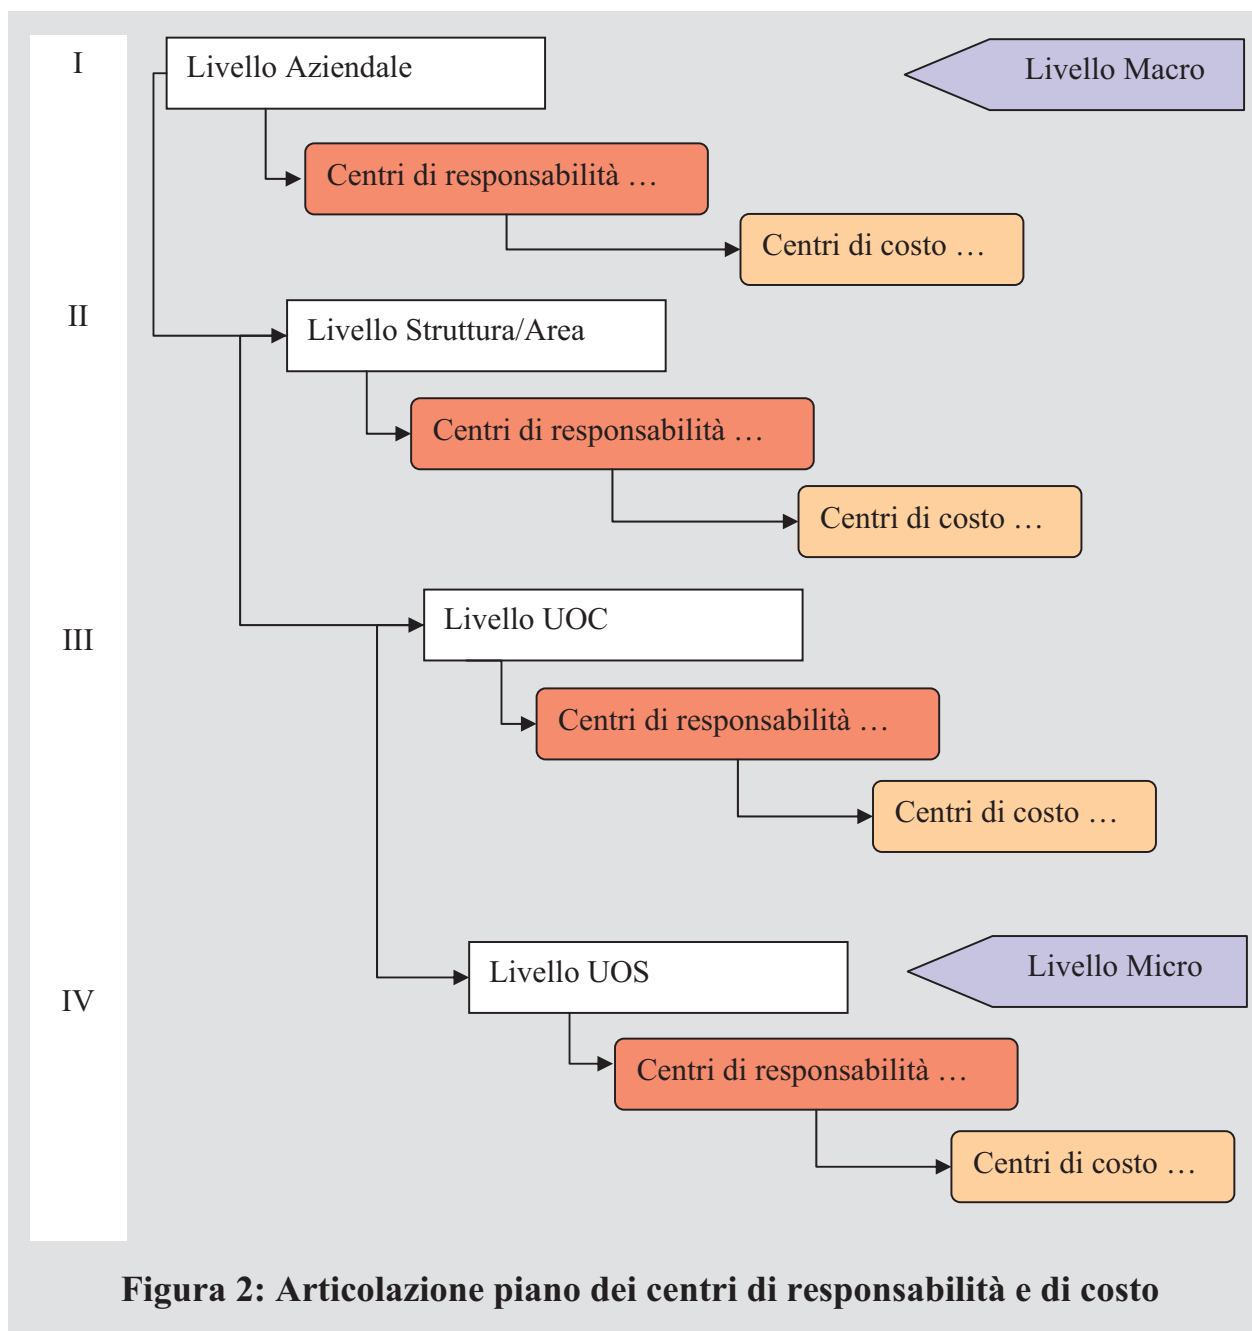 I
Livello Aziendale
Livello Macro
Centri di responsabilità …
Centri di costo …
II
Livello Struttura/Area
Centri di responsabilità …
Centri di costo …
III
Livello UOC
Centri di responsabilità …
Centri di costo …
IV
Livello UOS
Livello Micro
Centri di responsabilità …
Centri di costo …
Figura 2: Articolazione piano dei centri di responsabilità e di costo